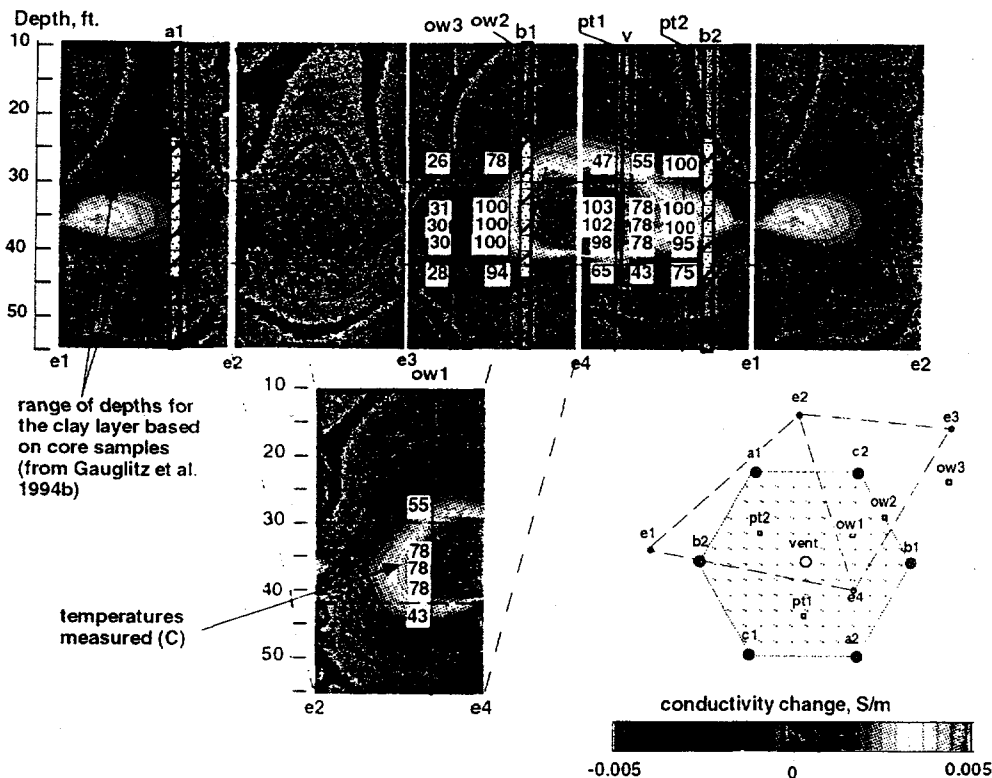 Depth, ft.
a1
ow3 ow2 b1 pt1 v pt2 b2
10
20
30
40
50
26 78 47 55 100
31 100 103 78 100
30 100 102 78 100
30 100 98 78 95
28 94 65 43 75
e1 e2 e3 e4 e1 e2
range of depths for
the clay layer based
on core samples
(from Gauglitz et al.
1994b)
ow1
10
20
30
40
50
55
78
78
78
43
temperatures
measured (C)
e2 e4
e2
e3
a1 c2
ow3
pt2 ow1 ow2
e1 b2 vent b1
e4
pt1
c1 a2
conductivity change, S/m
-0.005 0 0.005